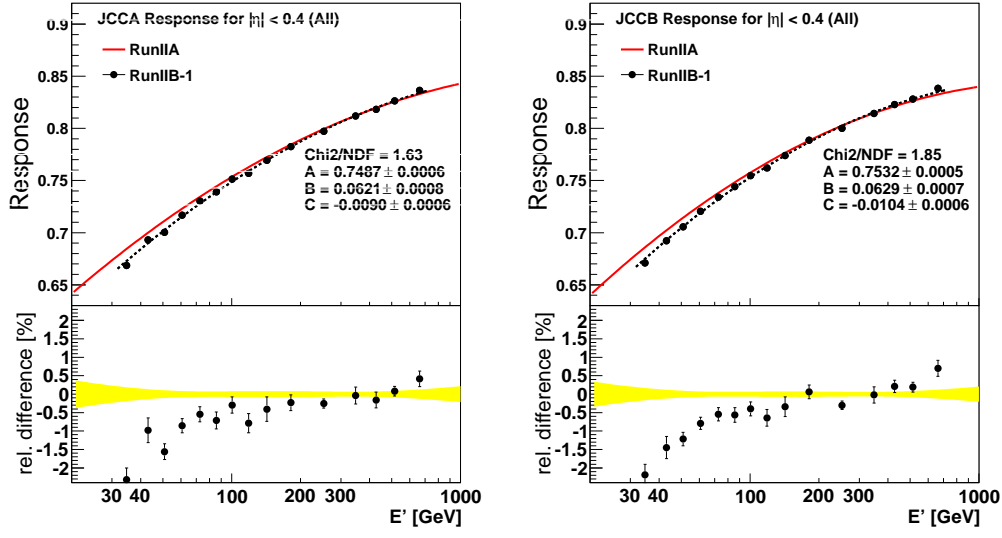 JCCA Response for |η| < 0.4 (All)
RunIIA
RunIIB-1
Chi2/NDF = 1.63
A = 0.7487 ± 0.0006
B = 0.0621 ± 0.0008
C = -0.0090 ± 0.0006
Response
0.9
0.85
0.8
0.75
0.7
0.65
rel. difference [%]
2
1.5
1
0.5
0
-0.5
-1
-1.5
-2
30 40 100 200 300 1000
E' [GeV]
JCCB Response for |η| < 0.4 (All)
RunIIA
RunIIB-1
Chi2/NDF = 1.85
A = 0.7532 ± 0.0005
B = 0.0629 ± 0.0007
C = -0.0104 ± 0.0006
Response
0.9
0.85
0.8
0.75
0.7
0.65
rel. difference [%]
2
1.5
1
0.5
0
-0.5
-1
-1.5
-2
30 40 100 200 300 1000
E' [GeV]